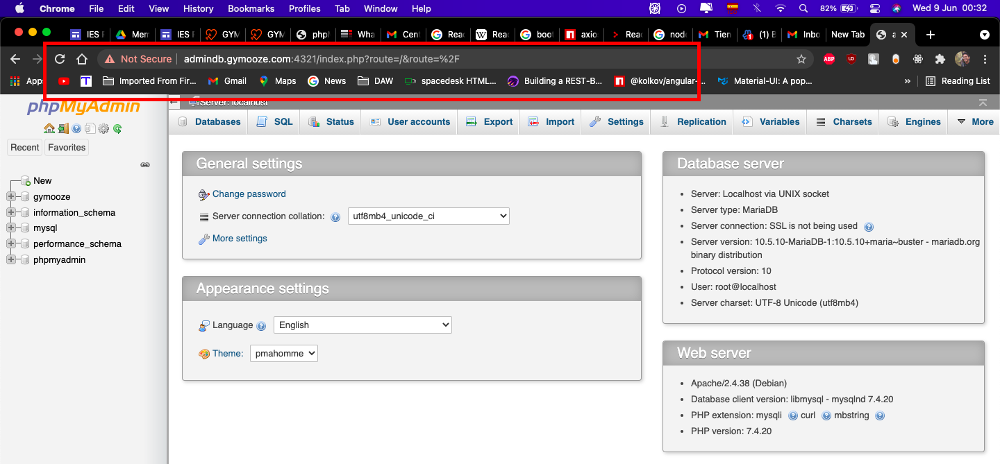 Chrome File Edit View History Bookmarks Profiles Tab Window Help 82% Wed 9 Jun 00:32
IES Mem IES GYM GYM phpM Wha Cent Reac Reac boot axio Reac node Tien (1) Inbo New Tab a
Not Secure admindb.gymooze.com:4321/index.php?route=/&route=%2F ABP UD
Apps Imported From Fir... Gmail Maps News DAW spacedesk HTML... Building a REST-B... @kolkov/angular-... Material-UI: A pop... » Reading List
phpMyAdmin
Recent Favorites
New
gymooze
information_schema
mysql
performance_schema
phpmyadmin
Server: localhost
Databases SQL Status User accounts Export Import Settings Replication Variables Charsets Engines More
General settings
Change password
Server connection collation: utf8mb4_unicode_ci
More settings
Appearance settings
Language English
Theme: pmahomme
Database server
Server: Localhost via UNIX socket
Server type: MariaDB
Server connection: SSL is not being used
Server version: 10.5.10-MariaDB-1:10.5.10+maria~buster - mariadb.org
binary distribution
Protocol version: 10
User: root@localhost
Server charset: UTF-8 Unicode (utf8mb4)
Web server
Apache/2.4.38 (Debian)
Database client version: libmysql - mysqlnd 7.4.20
PHP extension: mysqli curl mbstring
PHP version: 7.4.20